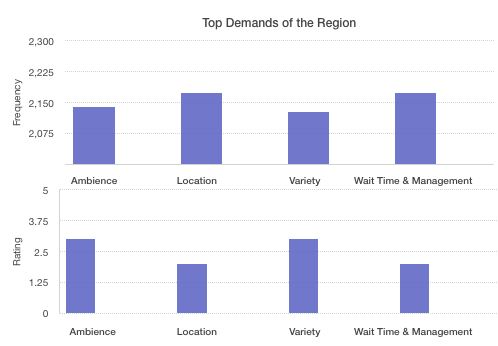 Top Demands of the Region
2,300
2,225
2,150
2,075
Frequency
Ambience Location Variety Wait Time & Management
5
3.75
2.5
1.25
0
Rating
Ambience Location Variety Wait Time & Management